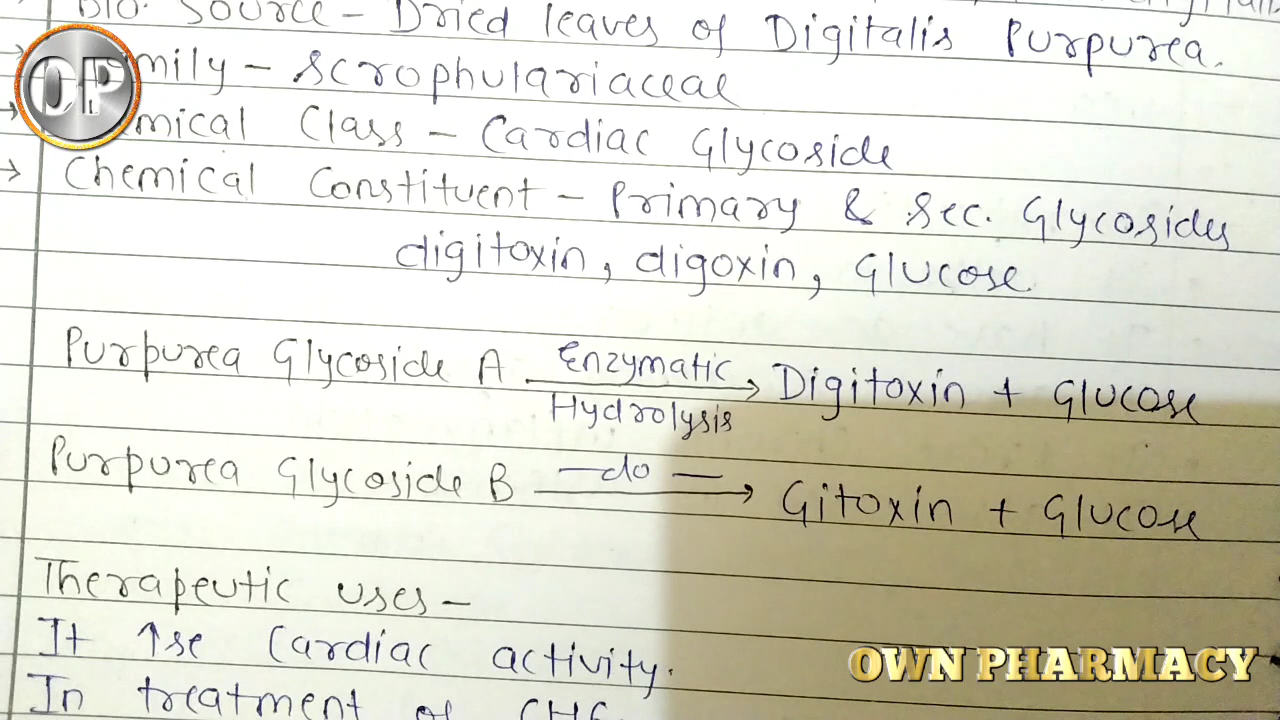 Bio. Source - Dried leaves of Digitalis Purpurea.
mily - Scrophulariaceae
mical Class - Cardiac Glycoside
→ Chemical Constituent - Primary & Sec. Glycosides
digitoxin, digoxin, Glucose.
Purpurea Glycoside A Enzymatic Hydrolysis → Digitoxin + Glucose
Purpurea Glycoside B —do— → Gitoxin + Glucose
Therapeutic uses -
It ↑se Cardiac activity.
In treatment of CHF
OP
OWN PHARMACY